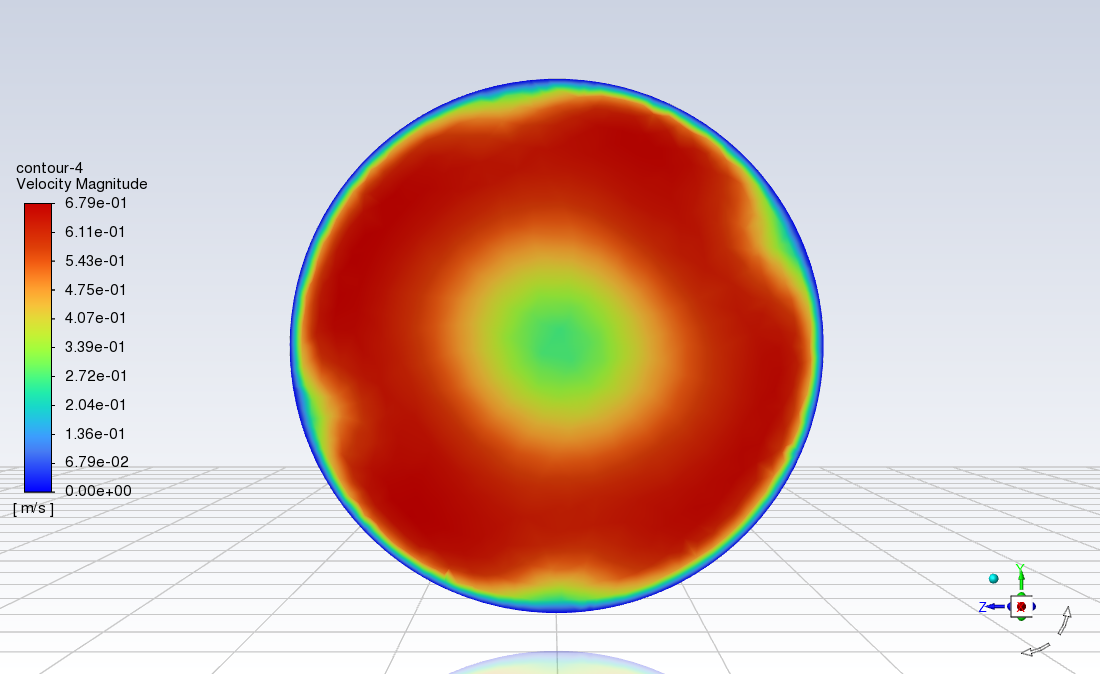 contour-4
Velocity Magnitude
6.79e-01
6.11e-01
5.43e-01
4.75e-01
4.07e-01
3.39e-01
2.72e-01
2.04e-01
1.36e-01
6.79e-02
0.00e+00
[ m/s ]
Y
Z